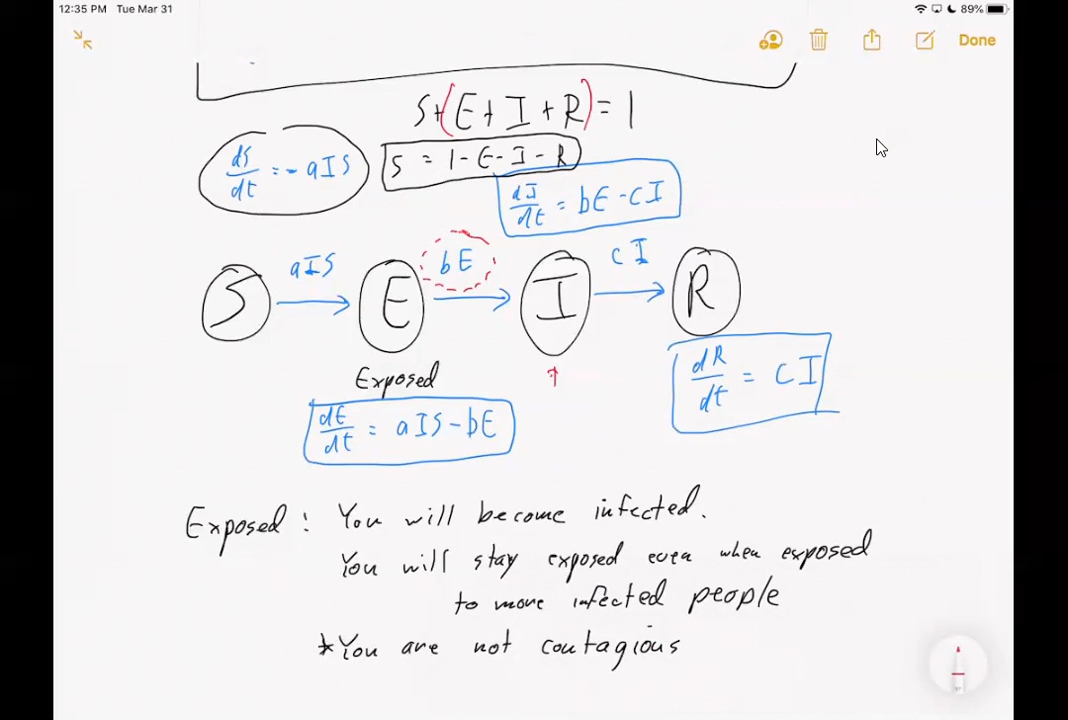 12:35 PM Tue Mar 31
89%
Done
S+(E+I+R)=1
dS/dt = -aIS
S = 1-E-I-R
dI/dt = bE-cI
S aIS E bE I cI R
Exposed
dE/dt = aIS-bE
dR/dt = cI
Exposed: You will become infected.
You will stay exposed even when exposed
to more infected people
*You are not contagious